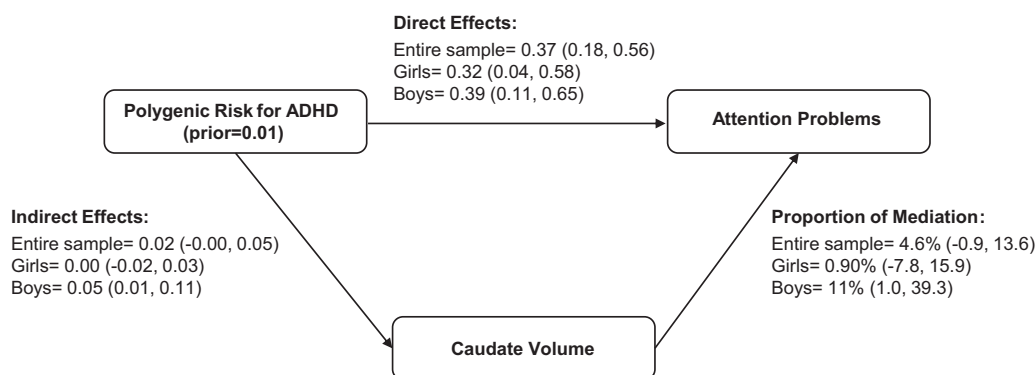 Direct Effects:
Entire sample= 0.37 (0.18, 0.56)
Girls= 0.32 (0.04, 0.58)
Boys= 0.39 (0.11, 0.65)
Polygenic Risk for ADHD
(prior=0.01)
Attention Problems
Indirect Effects:
Entire sample= 0.02 (-0.00, 0.05)
Girls= 0.00 (-0.02, 0.03)
Boys= 0.05 (0.01, 0.11)
Proportion of Mediation:
Entire sample= 4.6% (-0.9, 13.6)
Girls= 0.90% (-7.8, 15.9)
Boys= 11% (1.0, 39.3)
Caudate Volume